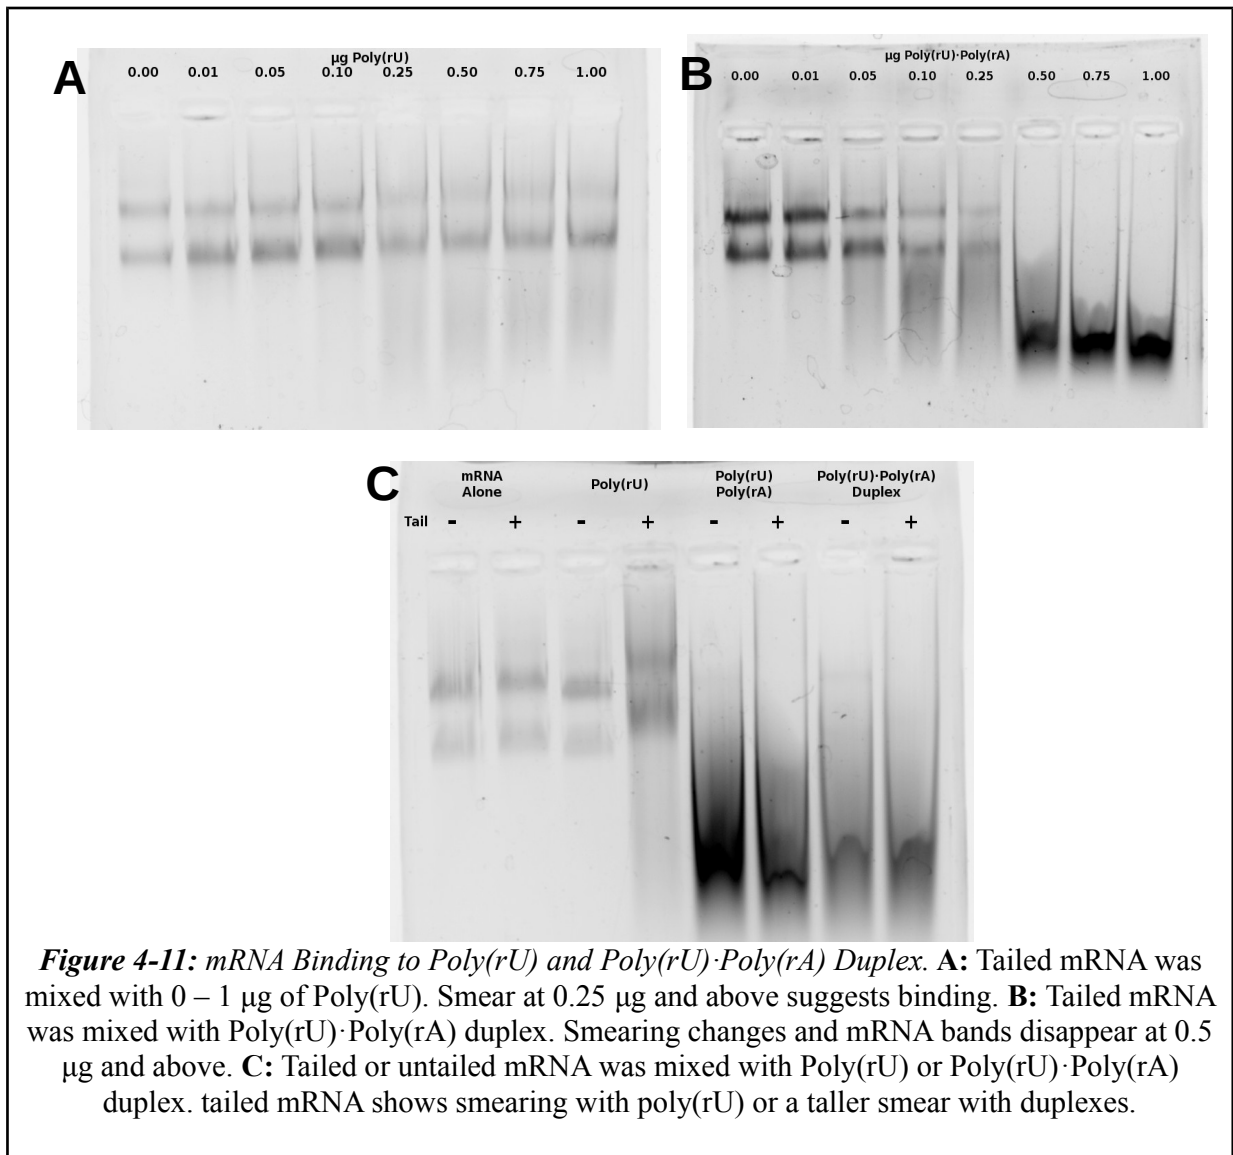 A
µg Poly(rU)
0.00 0.01 0.05 0.10 0.25 0.50 0.75 1.00
B
µg Poly(rU)·Poly(rA)
0.00 0.01 0.05 0.10 0.25 0.50 0.75 1.00
C
mRNA
Alone
Poly(rU)
Poly(rU)
Poly(rA)
Poly(rU)·Poly(rA)
Duplex
Tail - + - + - + - +
Figure 4-11: mRNA Binding to Poly(rU) and Poly(rU)·Poly(rA) Duplex. A: Tailed mRNA was
mixed with 0 – 1 μg of Poly(rU). Smear at 0.25 μg and above suggests binding. B: Tailed mRNA
was mixed with Poly(rU)·Poly(rA) duplex. Smearing changes and mRNA bands disappear at 0.5
μg and above. C: Tailed or untailed mRNA was mixed with Poly(rU) or Poly(rU)·Poly(rA)
duplex. tailed mRNA shows smearing with poly(rU) or a taller smear with duplexes.